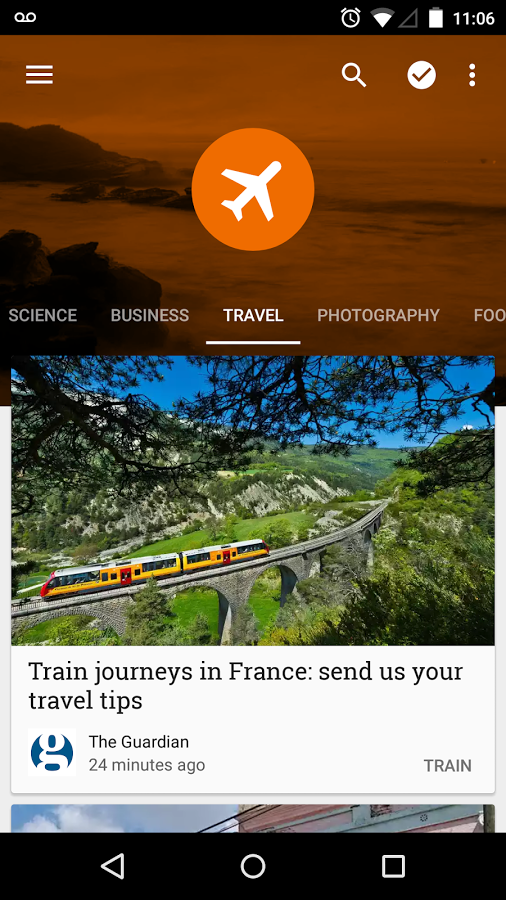 11:06
SCIENCE BUSINESS TRAVEL PHOTOGRAPHY FOO
Train journeys in France: send us your
travel tips
g
The Guardian
24 minutes ago
TRAIN